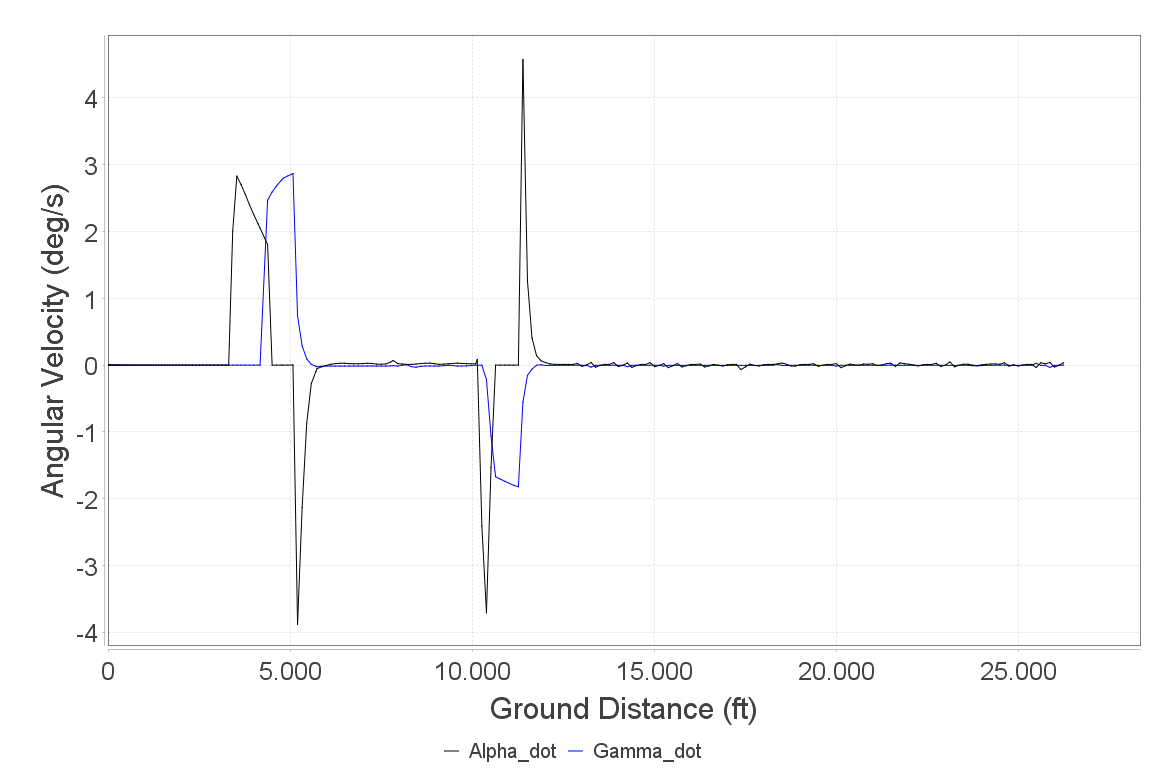 4
3
2
1
0
-1
-2
-3
-4
Angular Velocity (deg/s)
0 5.000 10.000 15.000 20.000 25.000
Ground Distance (ft)
Alpha_dot Gamma_dot